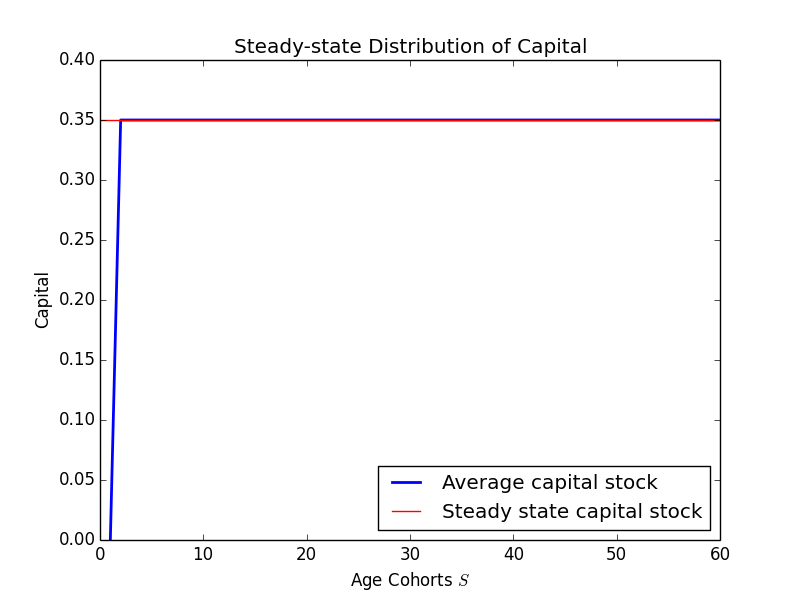 Steady-state Distribution of Capital
0.40
0.35
0.30
0.25
0.20
0.15
0.10
0.05
0.00
Capital
Average capital stock
Steady state capital stock
0 10 20 30 40 50 60
Age Cohorts S